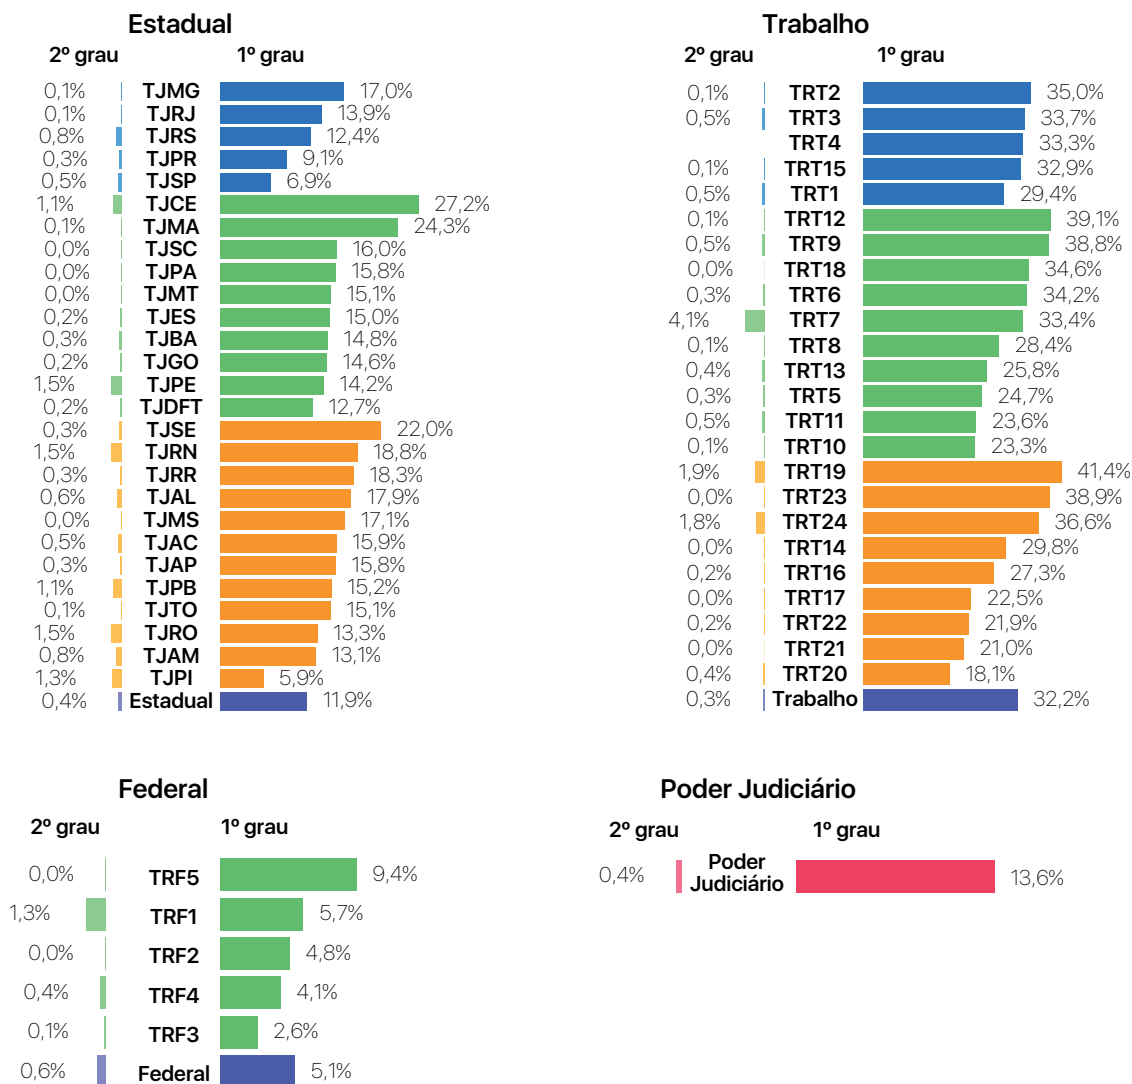 Estadual
2º grau 1º grau
0,1% TJMG 17,0%
0,1% TJRJ 13,9%
0,8% TJRS 12,4%
0,3% TJPR 9,1%
0,5% TJSP 6,9%
1,1% TJCE 27,2%
0,1% TJMA 24,3%
0,0% TJSC 16,0%
0,0% TJPA 15,8%
0,0% TJMT 15,1%
0,2% TJES 15,0%
0,3% TJBA 14,8%
0,2% TJGO 14,6%
1,5% TJPE 14,2%
0,2% TJDFT 12,7%
0,3% TJSE 22,0%
1,5% TJRN 18,8%
0,3% TJRR 18,3%
0,6% TJAL 17,9%
0,0% TJMS 17,1%
0,5% TJAC 15,9%
0,3% TJAP 15,8%
1,1% TJPB 15,2%
0,1% TJTO 15,1%
1,5% TJRO 13,3%
0,8% TJAM 13,1%
1,3% TJPI 5,9%
0,4% Estadual 11,9%
Trabalho
2º grau 1º grau
0,1% TRT2 35,0%
0,5% TRT3 33,7%
TRT4 33,3%
0,1% TRT15 32,9%
0,5% TRT1 29,4%
0,1% TRT12 39,1%
0,5% TRT9 38,8%
0,0% TRT18 34,6%
0,3% TRT6 34,2%
4,1% TRT7 33,4%
0,1% TRT8 28,4%
0,4% TRT13 25,8%
0,3% TRT5 24,7%
0,5% TRT11 23,6%
0,1% TRT10 23,3%
1,9% TRT19 41,4%
0,0% TRT23 38,9%
1,8% TRT24 36,6%
0,0% TRT14 29,8%
0,2% TRT16 27,3%
0,0% TRT17 22,5%
0,2% TRT22 21,9%
0,0% TRT21 21,0%
0,4% TRT20 18,1%
0,3% Trabalho 32,2%
Federal
2º grau 1º grau
0,0% TRF5 9,4%
1,3% TRF1 5,7%
0,0% TRF2 4,8%
0,4% TRF4 4,1%
0,1% TRF3 2,6%
0,6% Federal 5,1%
Poder Judiciário
2º grau 1º grau
Poder
0,4% Judiciário 13,6%